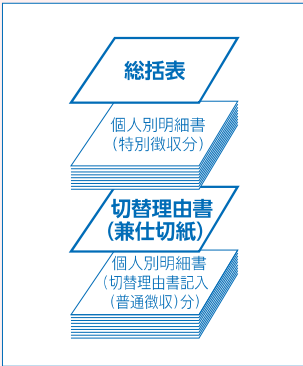 総括表
個人別明細書
(特別徴収分)
切替理由書
(兼仕切紙)
個人別明細書
(切替理由書記入
(普通徴収)分)